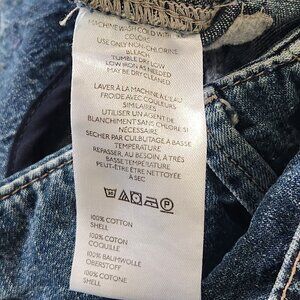 MACHINE WASH COLD WITH
COLORS
USE ONLY NON-CHLORINE
BLEACH
TUMBLE DRY LOW
LOW IRON AS NEEDED
MAY BE DRY CLEANED
LAVER À LA MACHINE À L'EAU
FROIDE AVEC COULEURS
SIMILAIRES
UTILISER UN AGENT DE
BLANCHIMENT SANS CHLORE SI
NÉCESSAIRE
SÉCHER PAR CULBUTAGE À BASSE
TEMPÉRATURE
REPASSER, AU BESOIN, À TRÈS
BASSE TEMPÉRATURE
PEUT-ÊTRE ÊTRE NETTOYÉE
À SEC
100% COTTON
SHELL
100% COTON
COQUILLE
100% BAUMWOLLE
OBERSTOFF
100% COTONE
SHELL